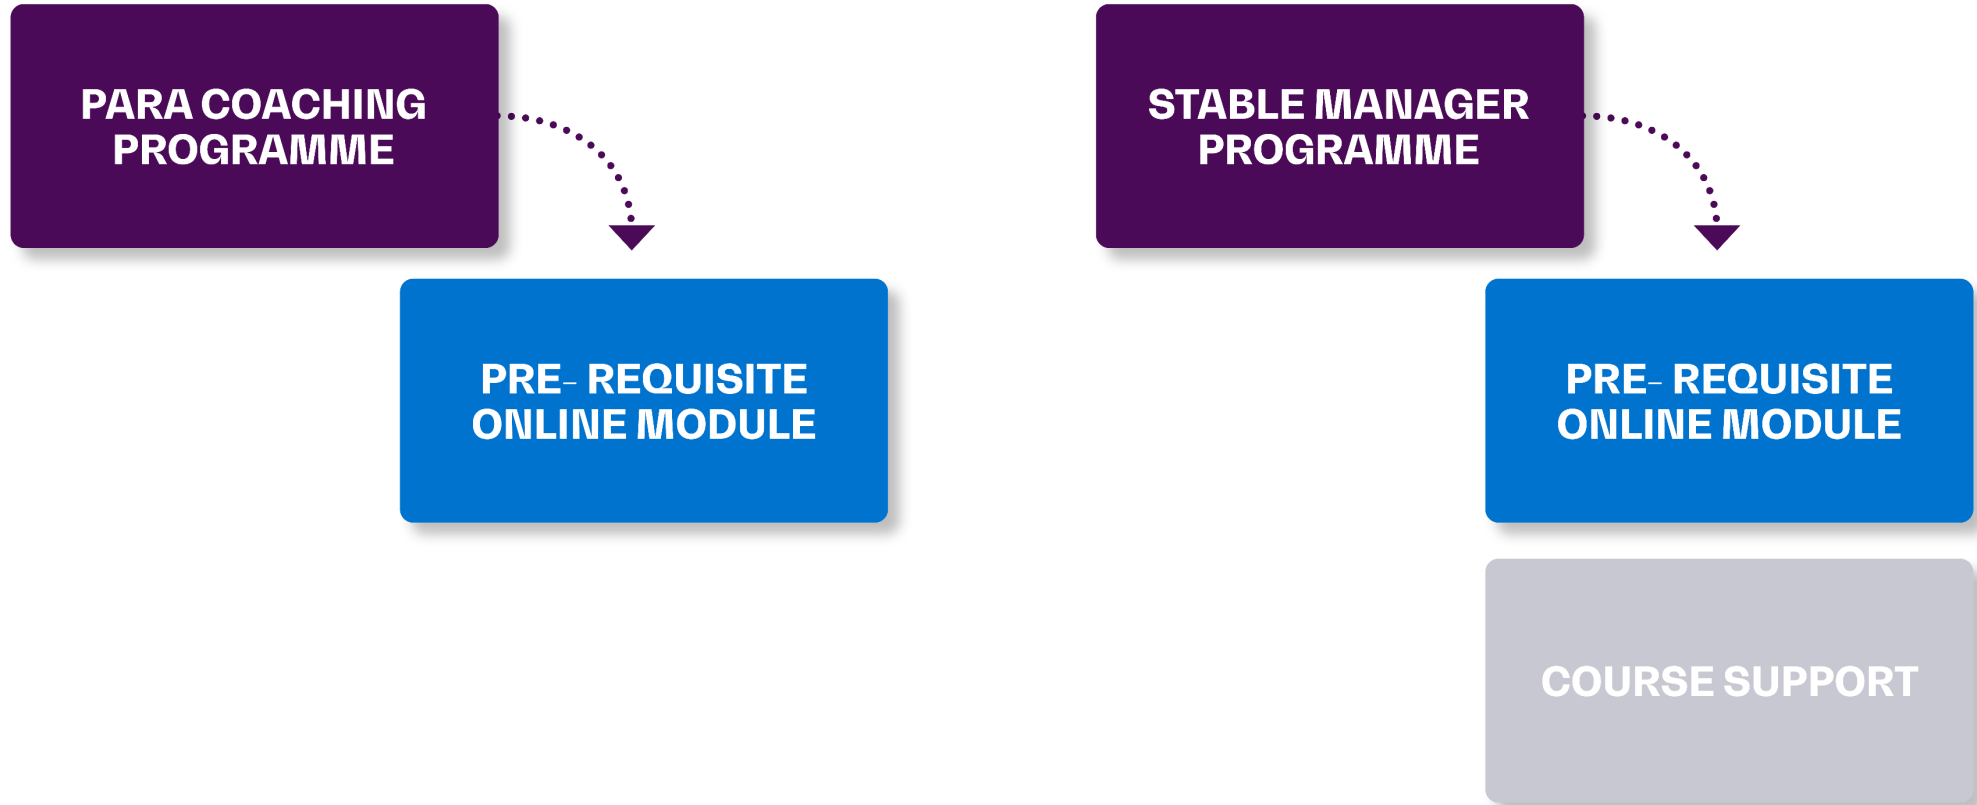 PARA COACHING
PROGRAMME
PRE- REQUISITE
ONLINE MODULE
STABLE MANAGER
PROGRAMME
PRE- REQUISITE
ONLINE MODULE
COURSE SUPPORT